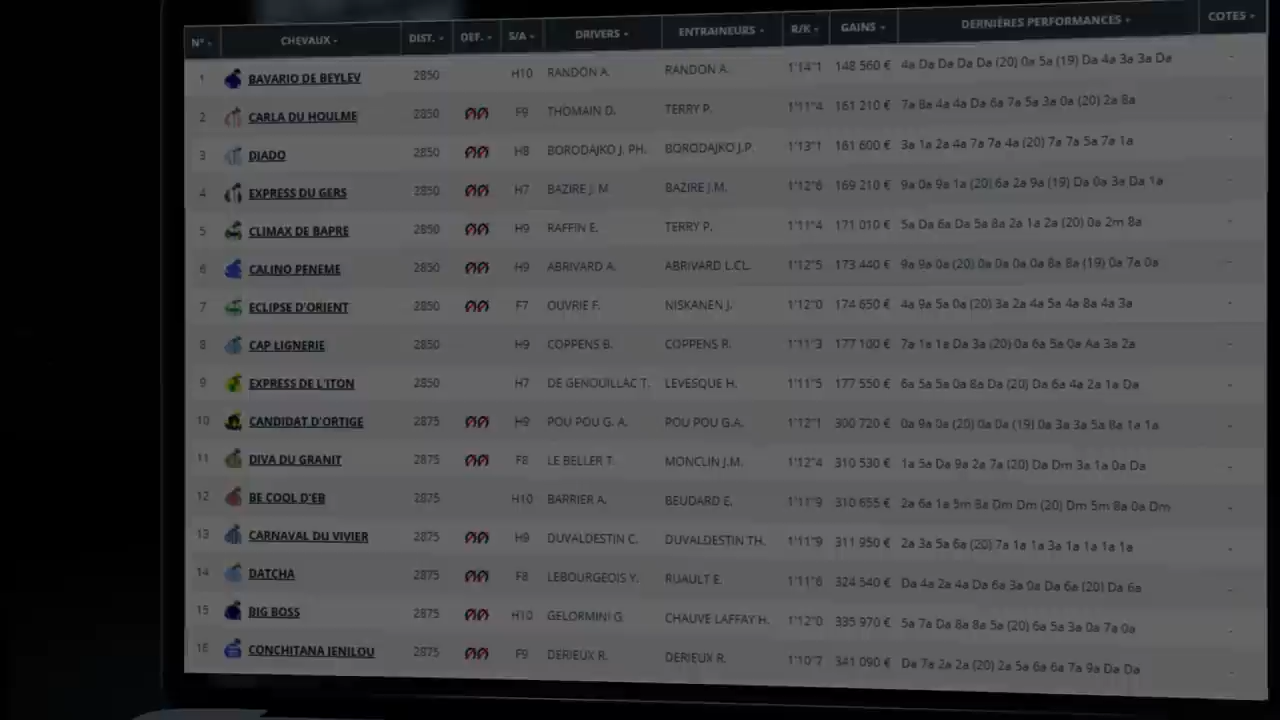 N° CHEVAUX DIST. DEF. S/A DRIVERS ENTRAINEURS R/K GAINS DERNIÈRES PERFORMANCES COTES
1 BAVARIO DE BEYLEV 2850 H10 RANDON A. RANDON A. 1'14"1 148 560 € 4a Da Da Da Da (20) 0a 5a (19) Da 4a 3a 3a Da -
2 CARLA DU HOULME 2850 F9 THOMAIN D. TERRY P. 1'11"4 161 210 € 7a 8a 4a 4a Da 6a 7a 5a 3a 0a (20) 2a 8a -
3 DJADO 2850 H8 BORODAJKO J. PH. BORODAJKO J.P. 1'13"1 161 600 € 3a 1a 2a 4a 7a 7a 4a (20) 7a 7a 5a 7a 1a -
4 EXPRESS DU GERS 2850 H7 BAZIRE J. M. BAZIRE J.M. 1'12"6 169 210 € 9a 0a 9a 1a (20) 6a 2a 9a (19) Da 0a 3a Da 1a -
5 CLIMAX DE BAPRE 2850 H9 RAFFIN E. TERRY P. 1'11"4 171 010 € 5a Da 6a Da 5a 8a 2a 1a 2a (20) 0a 2m 8a -
6 CALINO PENEME 2850 H9 ABRIVARD A. ABRIVARD L.CL. 1'12"5 173 440 € 9a 9a 0a (20) 0a 0a 0a 0a 8a 8a (19) 0a 7a 0a -
7 ECLIPSE D'ORIENT 2850 F7 OUVRIE F. NISKANEN J. 1'12"0 174 650 € 4a 9a 5a 0a (20) 3a 2a 4a 5a 4a 8a 4a 3a -
8 CAP LIGNERIE 2850 H9 COPPENS B. COPPENS R. 1'11"3 177 100 € 7a 1a 1a Da 3a (20) 0a 6a 5a 0a Aa 3a 2a -
9 EXPRESS DE L'ITON 2850 H7 DE GENOUILLAC T. LEVESQUE H. 1'11"5 177 550 € 6a 5a 5a 0a 8a Da (20) Da 6a 4a 2a 1a Da -
10 CANDIDAT D'ORTIGE 2875 H9 POU POU G. A. POU POU G.A. 1'12"1 300 720 € 0a 9a 0a (20) 0a 0a (19) 0a 3a 3a 5a 8a 1a 1a -
11 DIVA DU GRANIT 2875 F8 LE BELLER T. MONCLIN J.M. 1'12"4 310 530 € 1a 5a Da 9a 2a 7a (20) Da Dm 3a 1a 0a Da -
12 BE COOL D'EB 2875 H10 BARRIER A. BEUDARD E. 1'11"9 310 655 € 2a 6a 1a 5m 8a Dm Dm (20) Dm 5m 8a 0a Dm -
13 CARNAVAL DU VIVIER 2875 H9 DUVALDESTIN C. DUVALDESTIN TH. 1'11"9 311 950 € 2a 3a 5a 6a (20) 7a 1a 1a 3a 1a 1a 1a 1a -
14 DATCHA 2875 F8 LEBOURGEOIS Y. RUAULT E. 1'11"6 324 540 € Da 4a 2a 4a Da 6a 3a 0a Da 6a (20) Da 6a -
15 BIG BOSS 2875 H10 GELORMINI G. CHAUVE LAFFAY H. 1'12"0 335 970 € 5a 7a Da 8a 8a 5a (20) 6a 5a 3a 0a 7a 0a -
16 CONCHITANA JENILOU 2875 F9 DERIEUX R. DERIEUX R. 1'10"7 341 090 € Da 7a 2a 2a (20) 2a 5a 6a 6a 7a 9a Da Da -